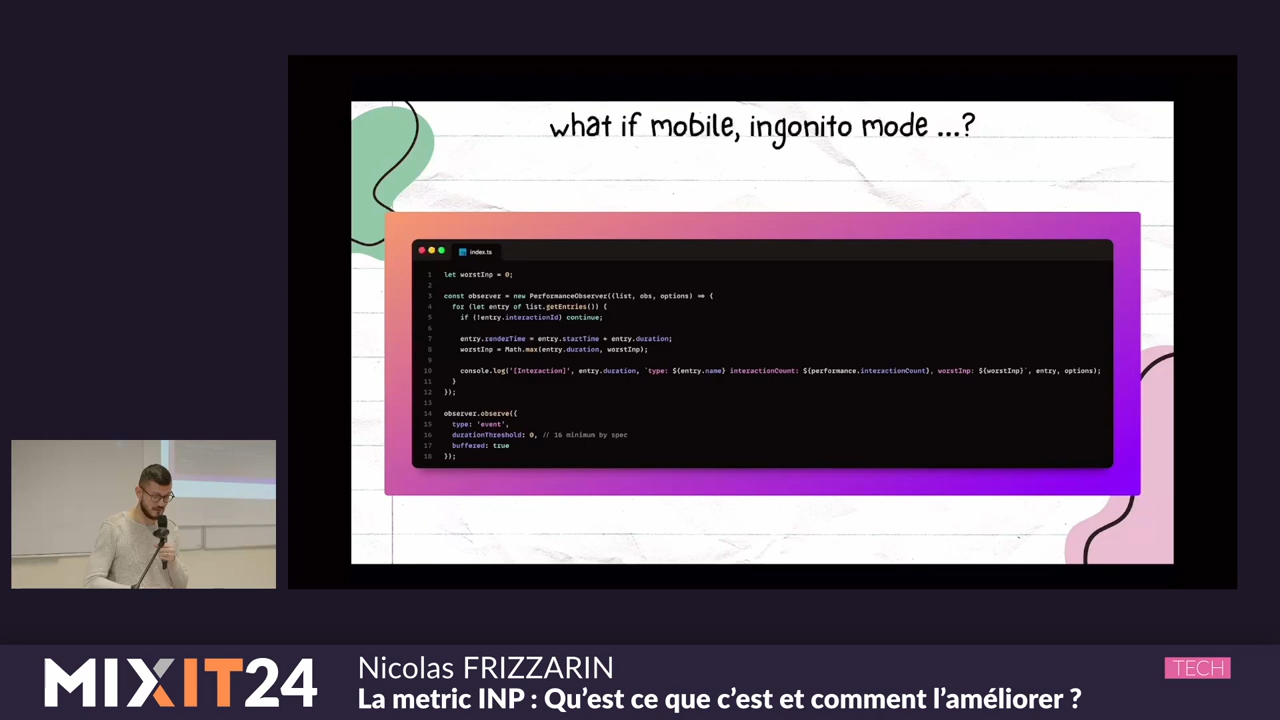 what if mobile, ingonito mode ...?
index.ts
1 let worstInp = 0;
2
3 const observer = new PerformanceObserver((list, obs, options) => {
4 for (let entry of list.getEntries()) {
5 if (!entry.interactionId) continue;
6
7 entry.renderTime = entry.startTime + entry.duration;
8 worstInp = Math.max(entry.duration, worstInp);
9
10 console.log('[Interaction]', entry.duration, `type: ${entry.name} interactionCount: ${performance.interactionCount}, worstInp: ${worstInp}`, entry, options);
11 }
12 });
13
14 observer.observe({
15 type: 'event',
16 durationThreshold: 0, // 16 minimum by spec
17 buffered: true
18 });
MIXIT24
Nicolas FRIZZARIN
TECH
La metric INP : Qu’est ce que c’est et comment l’améliorer ?